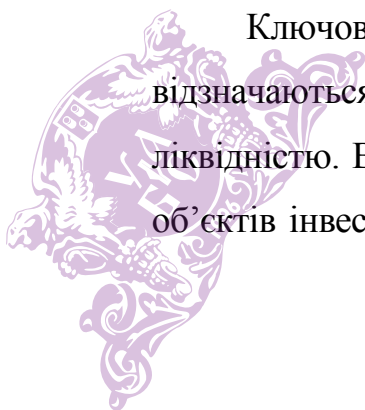 Ключов
відзначаються
ліквідністю.
об’єктів інвес